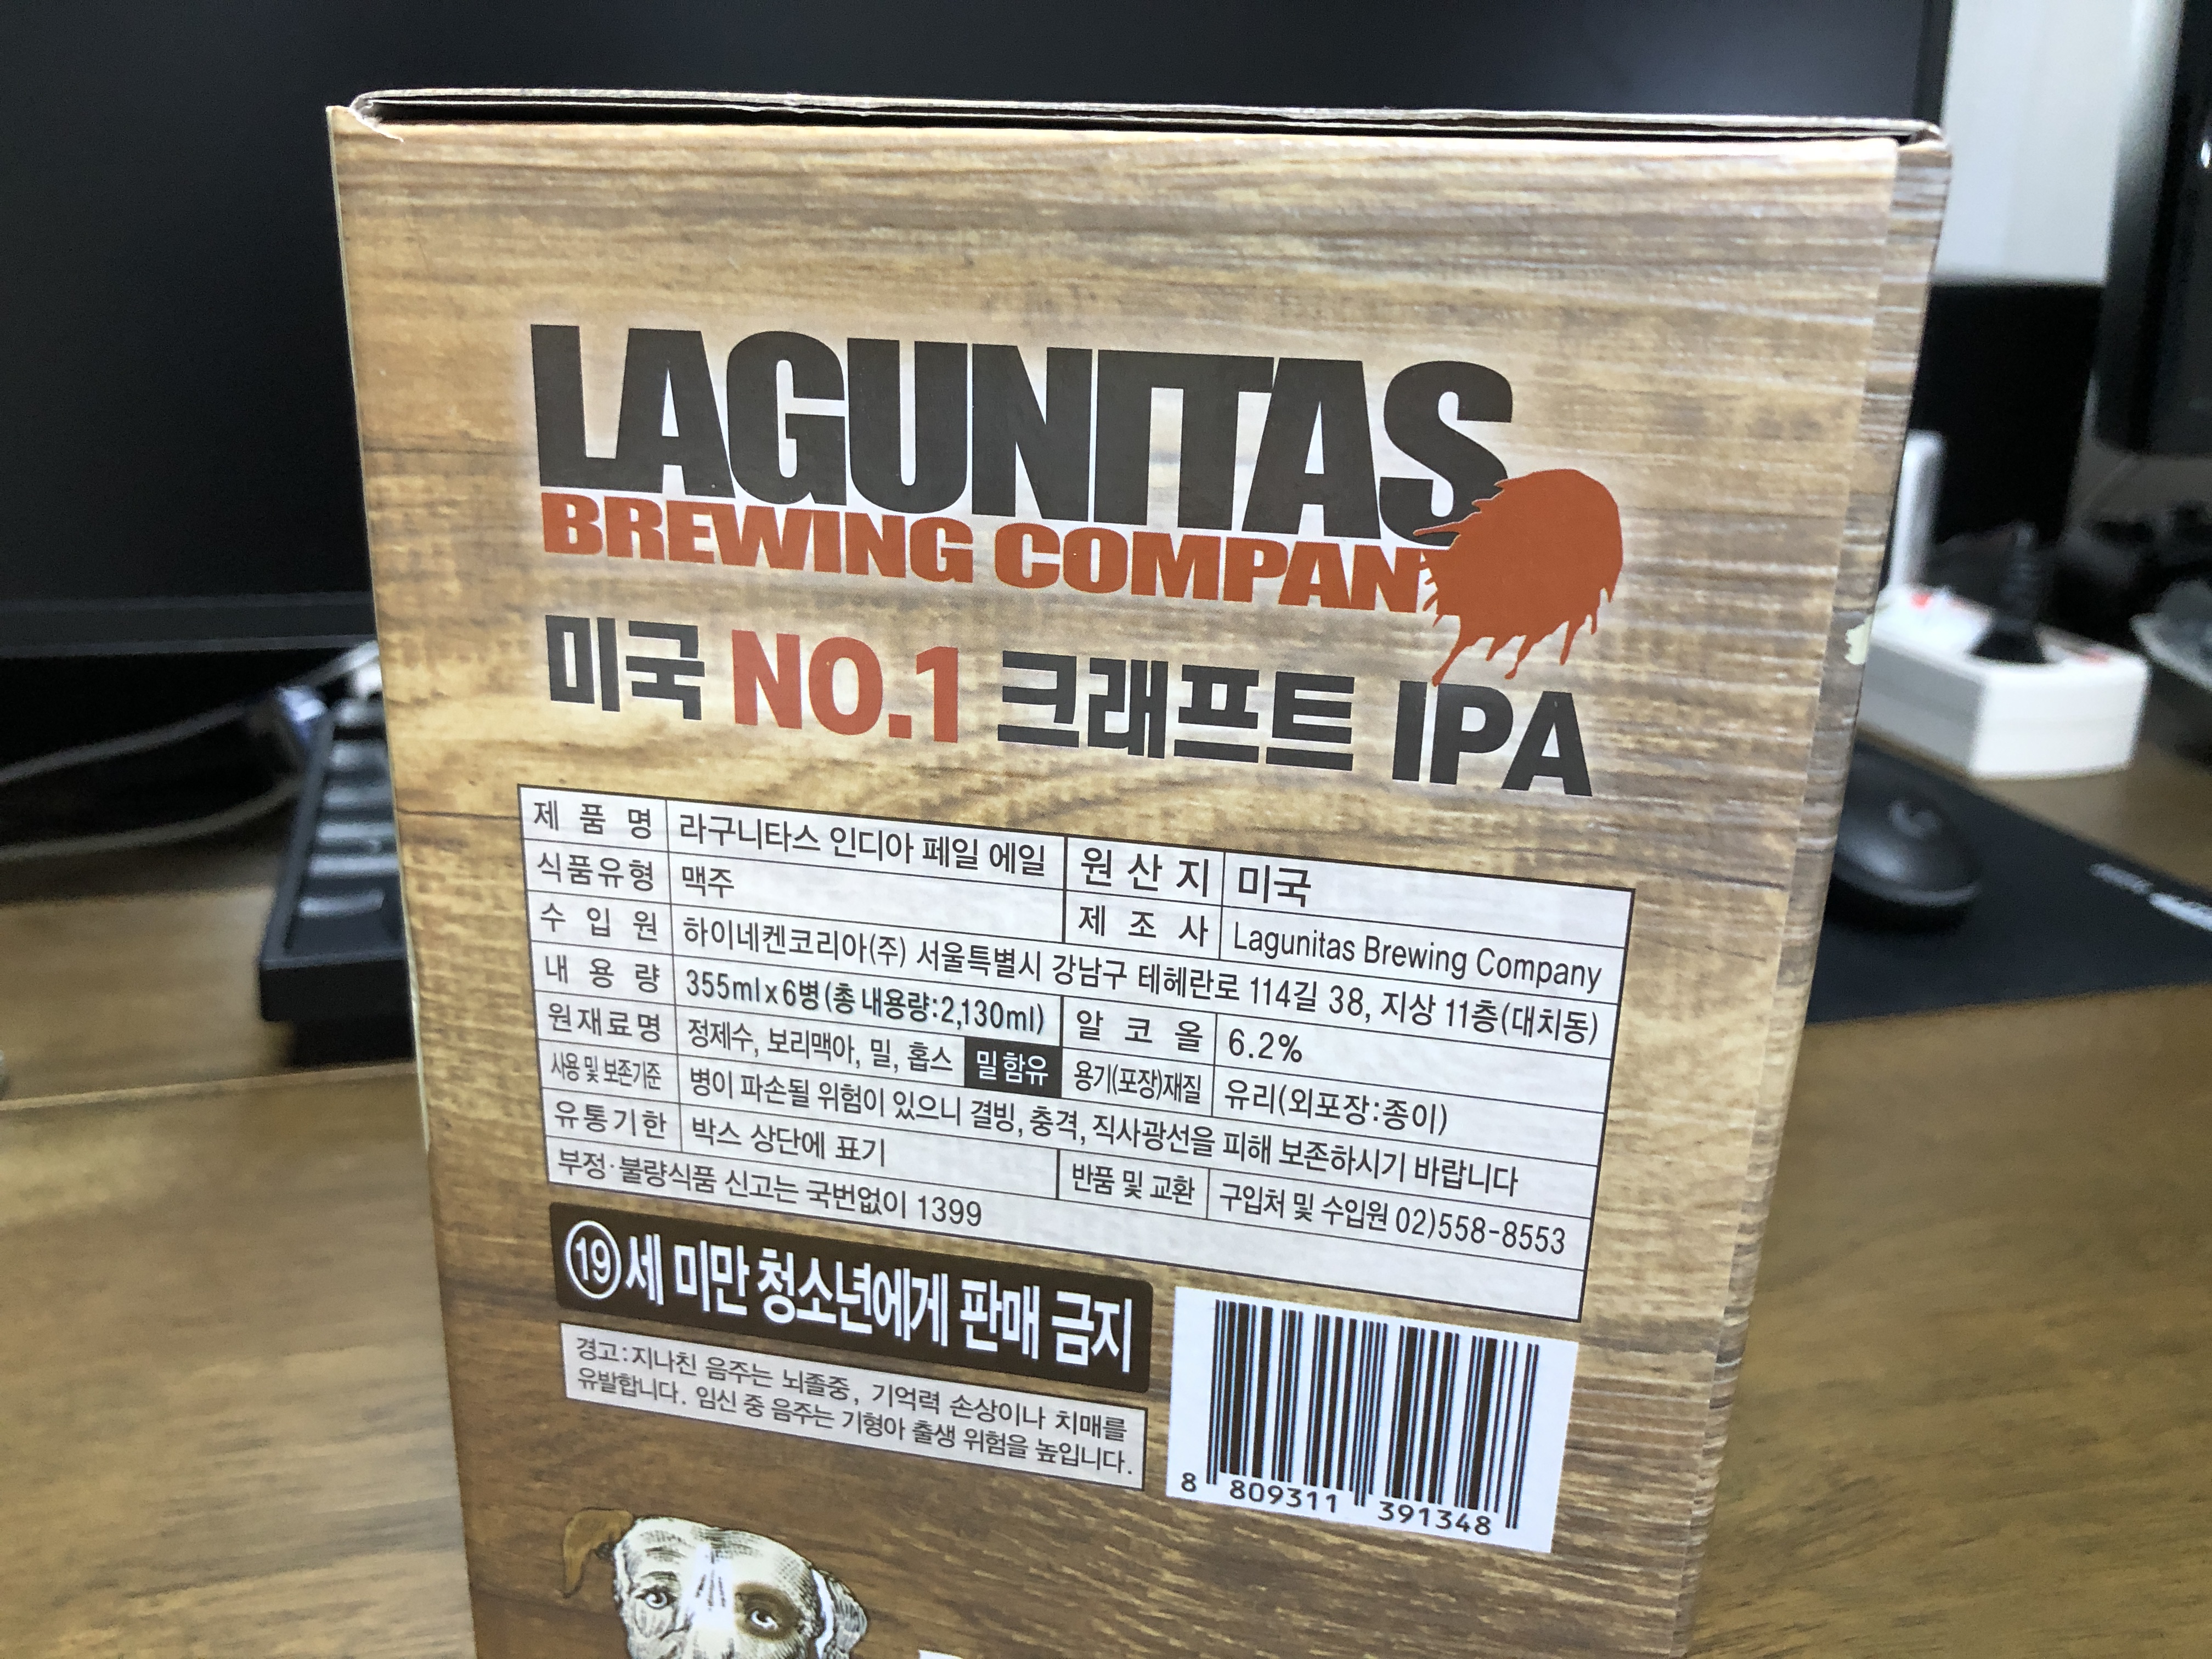 LAGUNITAS
BREWING COMPAN
미국 NO.1 크래프트 IPA
제 품 명 라구니타스 인디아 페일 에일 원 산 지 미국
식품유형 맥주 제 조 사 Lagunitas Brewing Company
수 입 원 하이네켄코리아(주) 서울특별시 강남구 테헤란로 114길 38, 지상 11층(대치동)
내 용 량 355ml x 6병 (총 내용량:2,130ml) 알 코 올 6.2%
원재료명 정제수, 보리맥아, 밀, 홉스 밀 함유 용기(포장)재질 유리(외포장:종이)
사용 및 보존기준 병이 파손될 위험이 있으니 결빙, 충격, 직사광선을 피해 보존하시기 바랍니다
유통기한 박스 상단에 표기 반품 및 교환 구입처 및 수입원 02)558-8553
부정·불량식품 신고는 국번없이 1399
19세 미만 청소년에게 판매 금지
경고:지나친 음주는 뇌졸중, 기억력 손상이나 치매를
유발합니다. 임신 중 음주는 기형아 출생 위험을 높입니다.
8 809311 391348